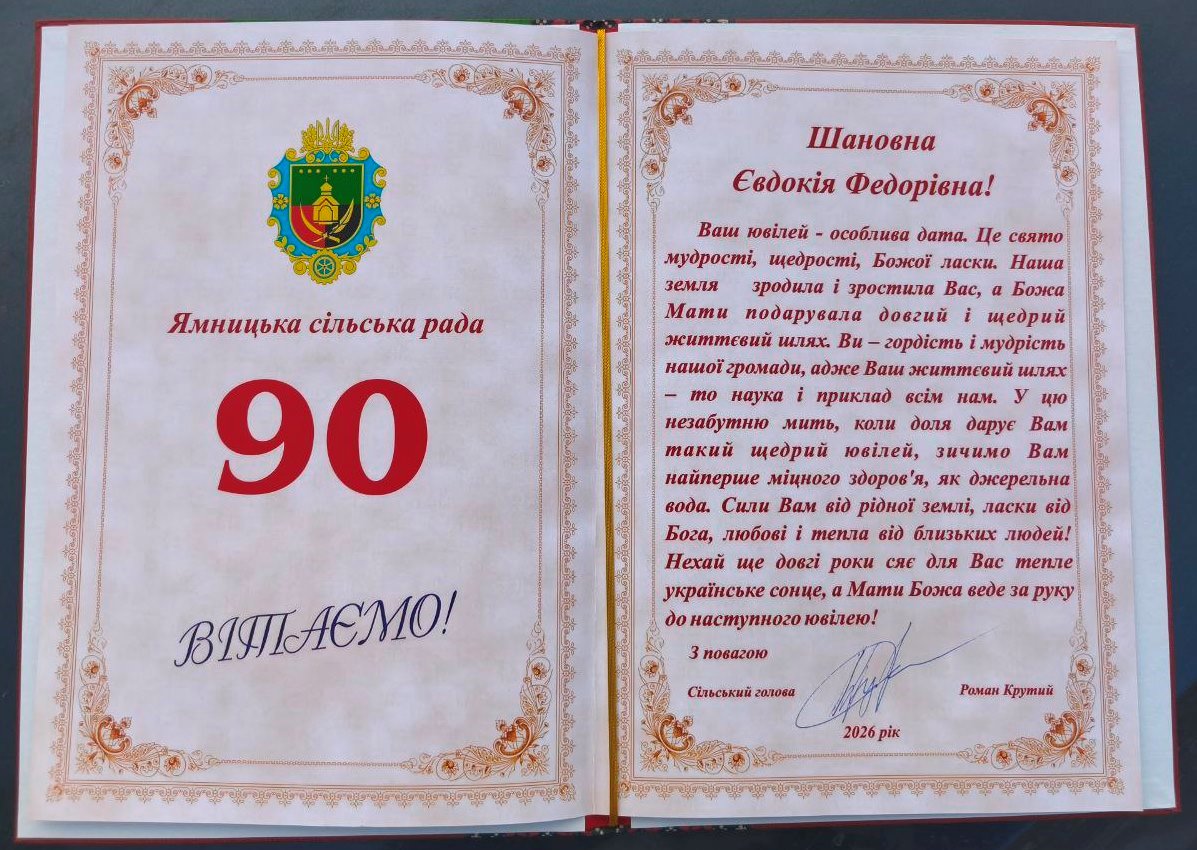 Ямницька сільська рада
90
ВІТАЄМО!
Шановна
Євдокія Федорівна!
Ваш ювілей - особлива дата. Це свято
мудрості, щедрості, Божої ласки. Наша
земля зродила і зростила Вас, а Божа
Мати подарувала довгий і щедрий
життєвий шлях. Ви – гордість і мудрість
нашої громади, адже Ваш життєвий шлях
– то наука і приклад всім нам. У цю
незабутню мить, коли доля дарує Вам
такий щедрий ювілей, зичимо Вам
найперше міцного здоров'я, як джерельна
вода. Сили Вам від рідної землі, ласки від
Бога, любові і тепла від близьких людей!
Нехай ще довгі роки сяє для Вас тепле
українське сонце, а Мати Божа веде за руку
до наступного ювілею!
З повагою
Сільський голова Роман Крутий
2026 рік